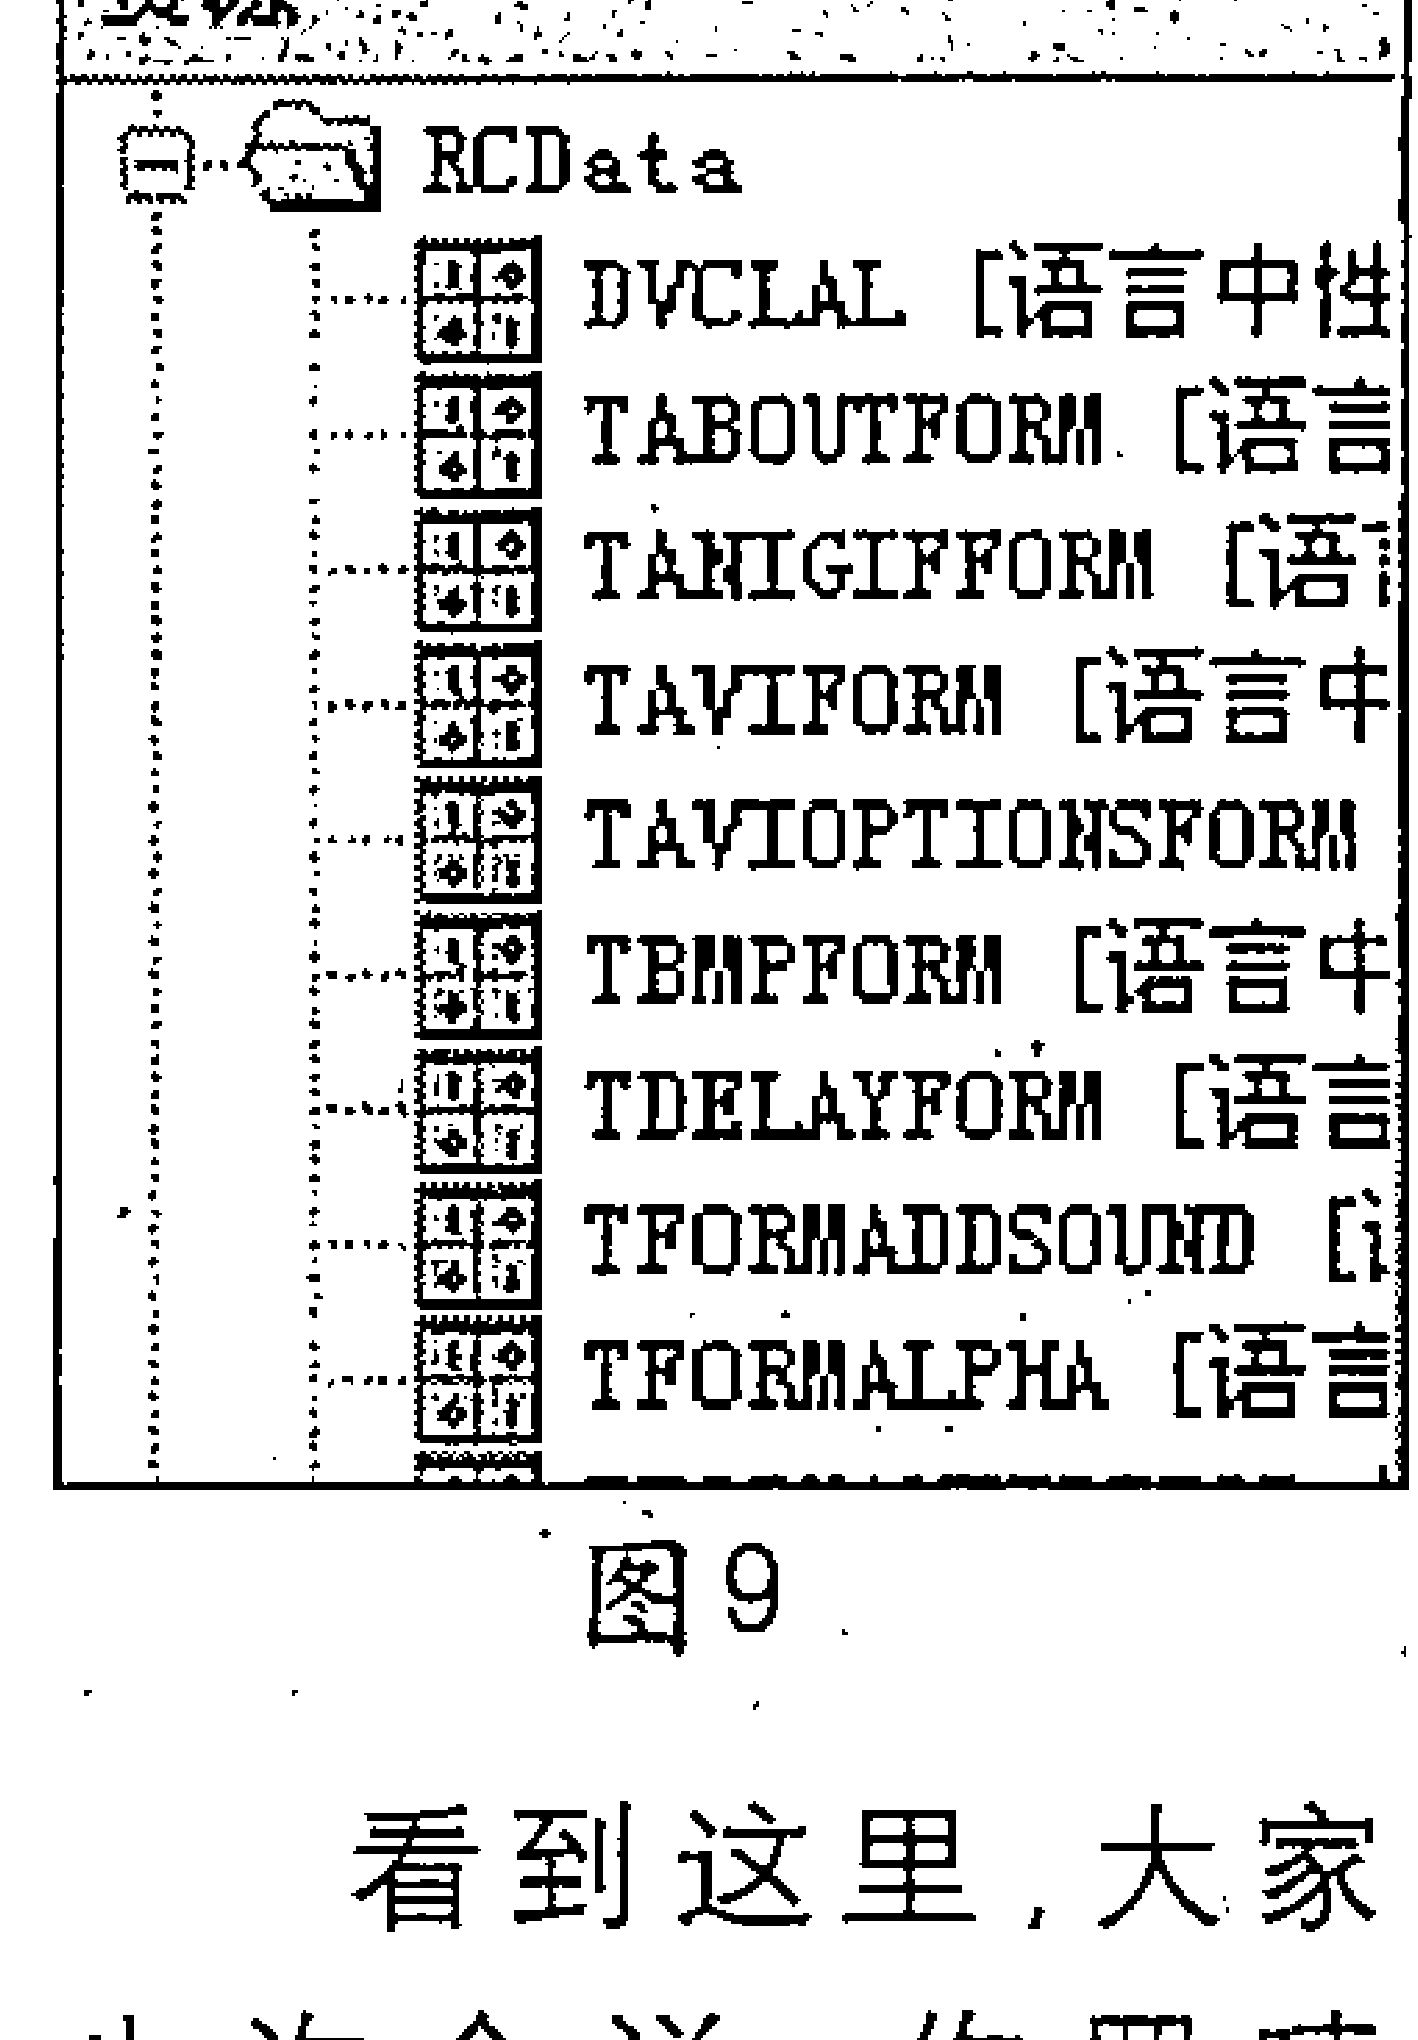 RCData
DVCLAL [语言中性
TABOUTFORM [语言
TANIGIFFORM [语
TAVIFORM [语言中
TAVIOPTIONSFORM
TBMPFORM [语言中
TDELAYFORM [语言
TFORMADDSOUND [
TFORMALPHA [语言
图9
看到这里,大家